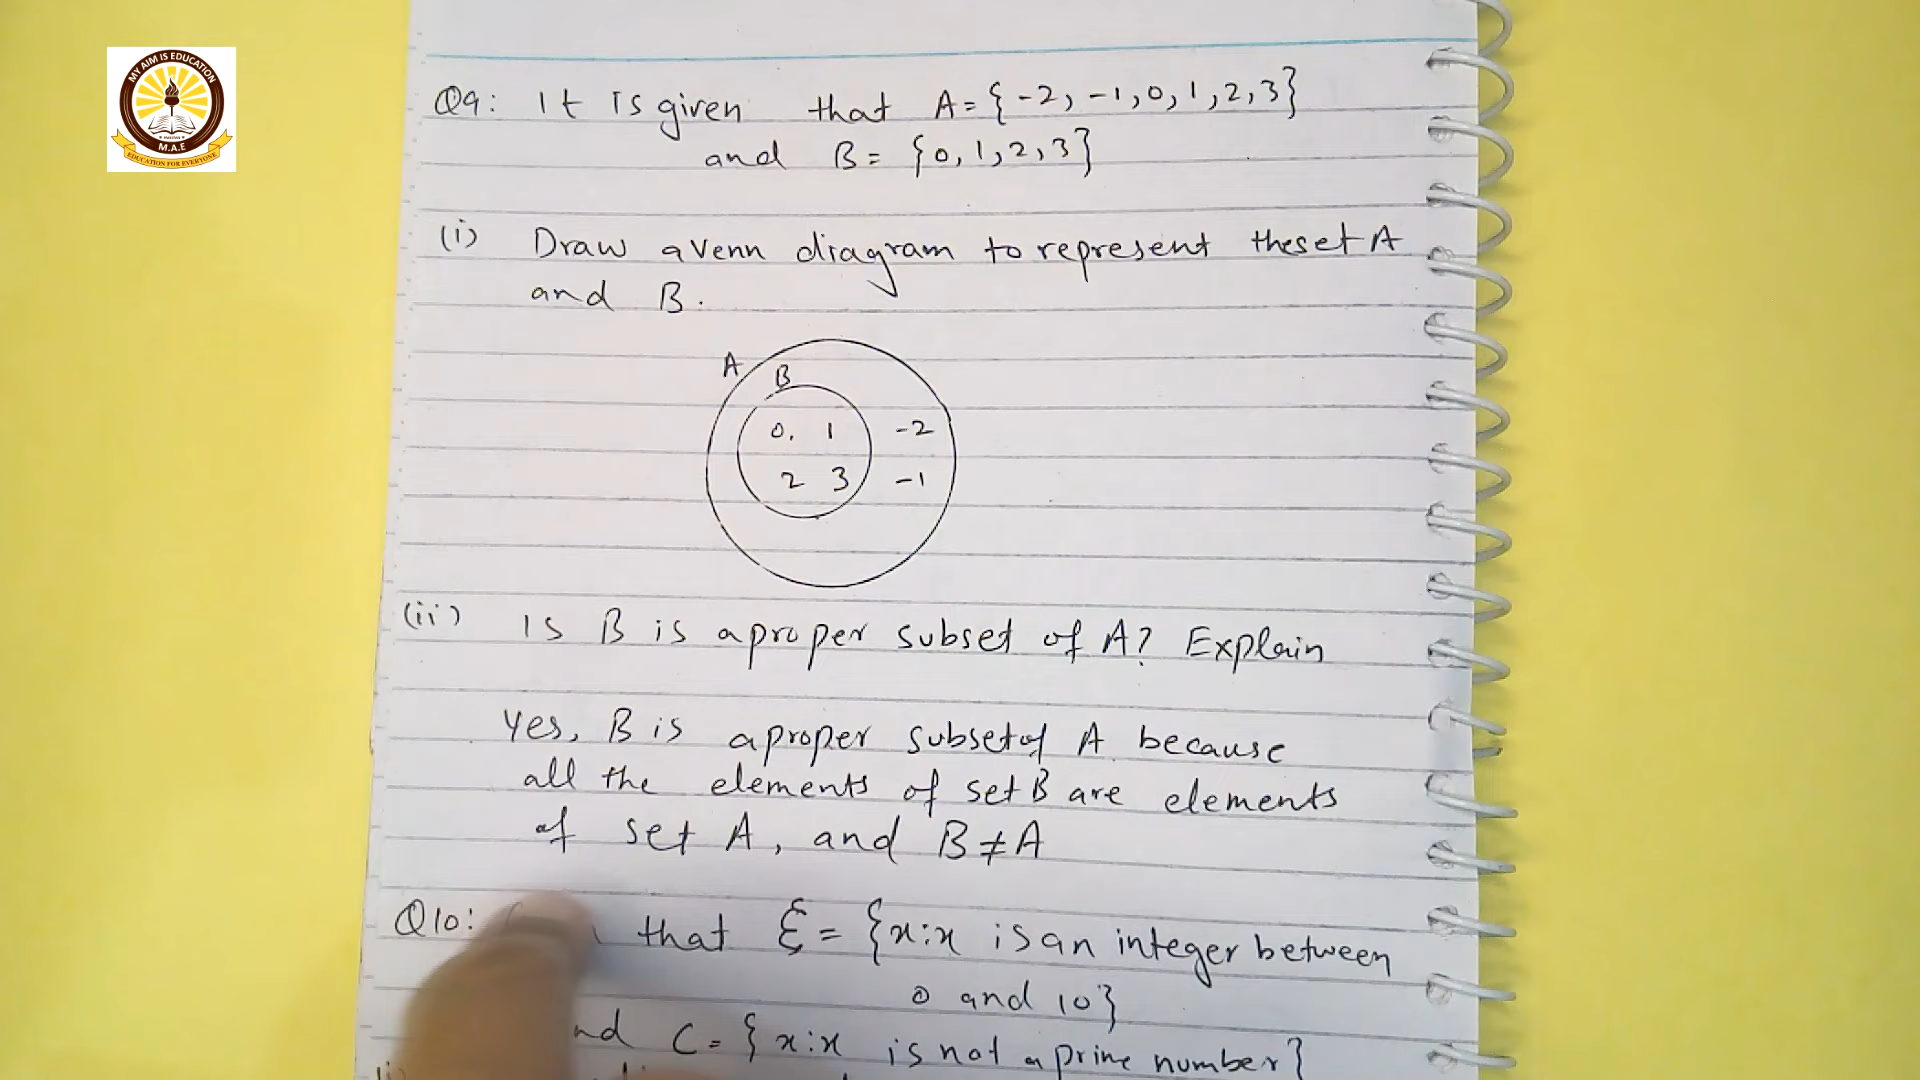 MY AIM IS EDUCATION
M.A.E
EDUCATION FOR EVERYONE
Q9: It is given that A = {-2, -1, 0, 1, 2, 3}
and B = {0, 1, 2, 3}
(i) Draw a venn diagram to represent the set A
and B.
A
B
0, 1 -2
2 3 -1
(ii) Is B is a proper subset of A? Explain
Yes, B is a proper subset of A because
all the elements of set B are elements
of set A, and B ≠ A
Q10: that ξ = {x:x is an integer between
0 and 10}
C = {x:x is not a prime number}